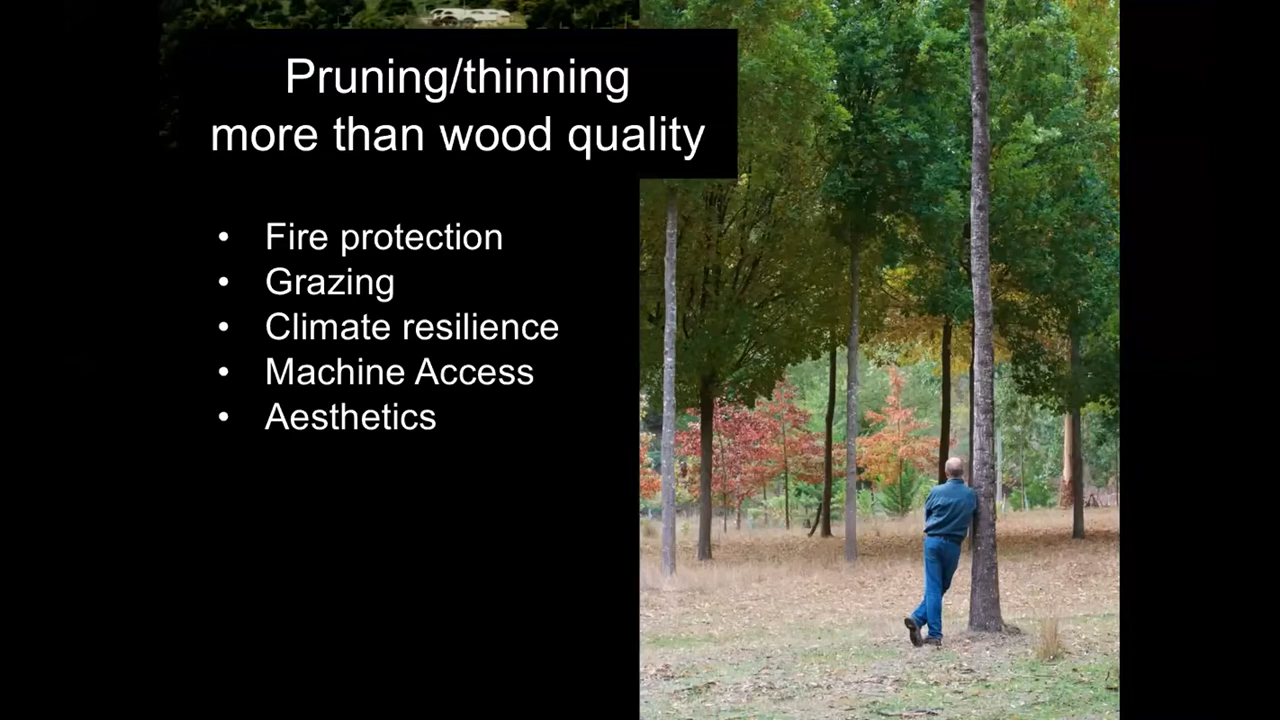 Pruning/thinning
more than wood quality
• Fire protection
• Grazing
• Climate resilience
• Machine Access
• Aesthetics